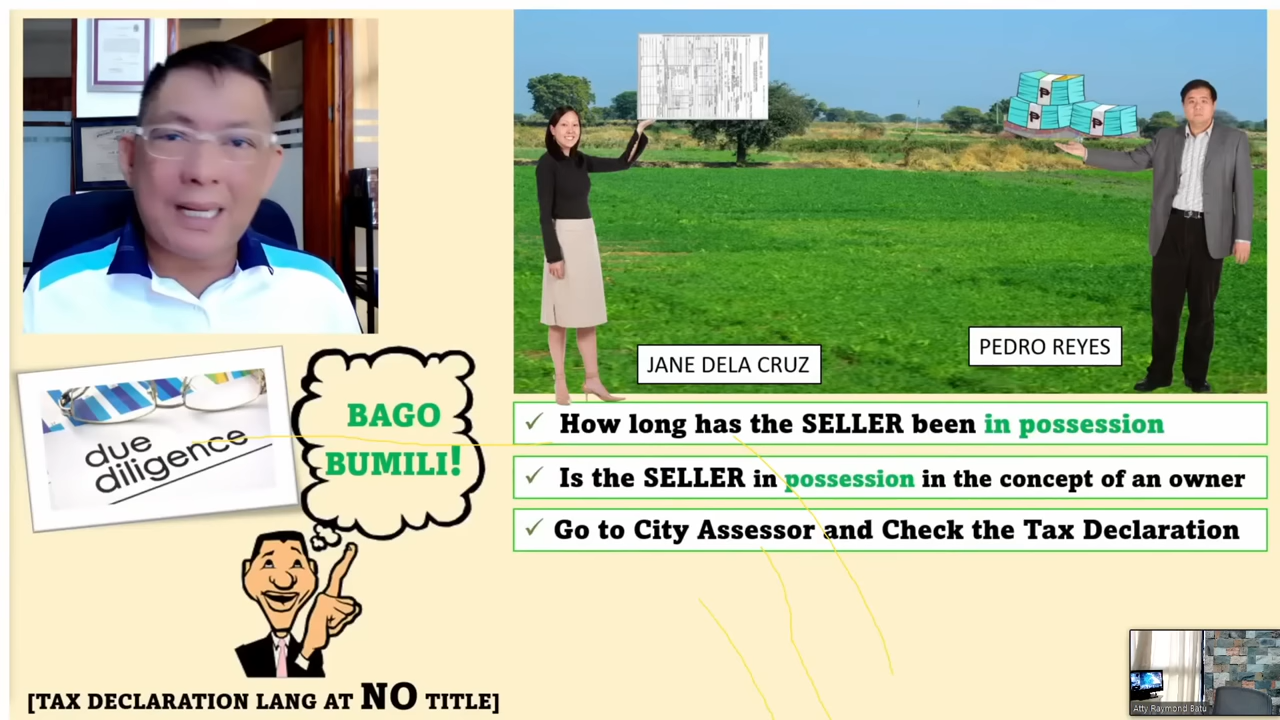 due
diligence
BAGO
BUMILI!
[TAX DECLARATION LANG AT NO TITLE]
JANE DELA CRUZ
PEDRO REYES
✓ How long has the SELLER been in possession
✓ Is the SELLER in possession in the concept of an owner
✓ Go to City Assessor and Check the Tax Declaration
Atty Raymond Batu